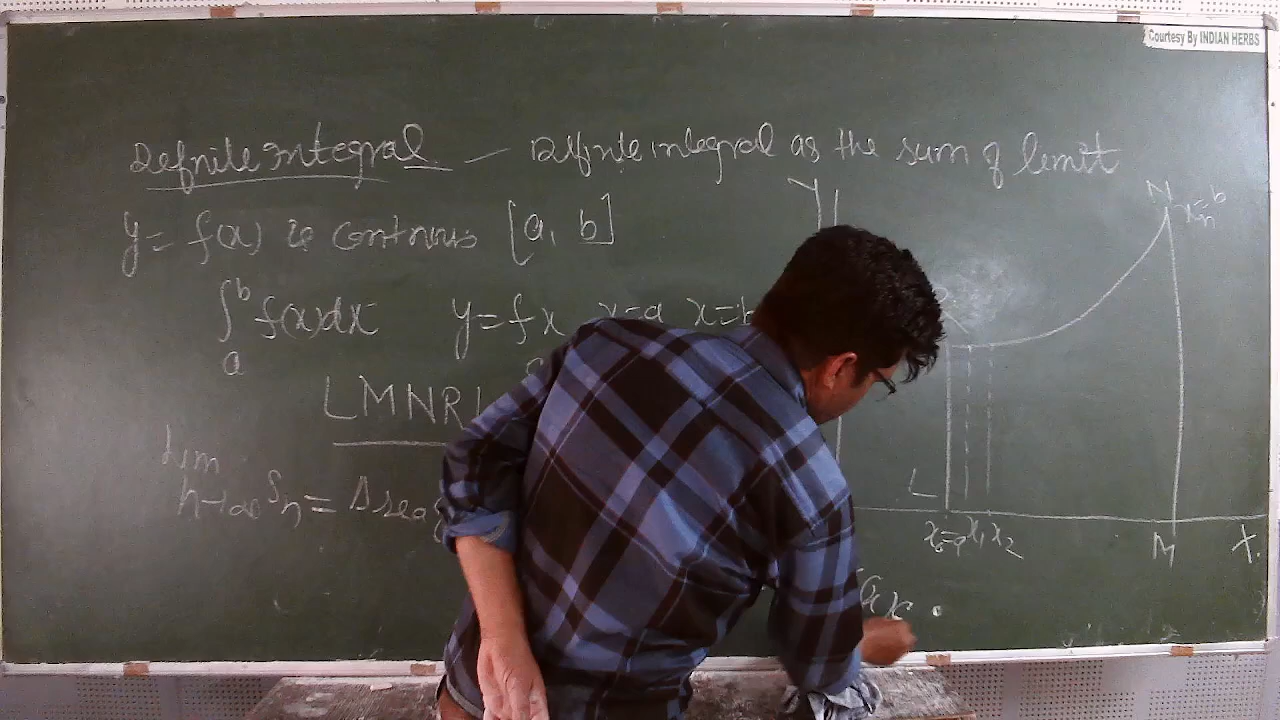 Courtesy By INDIAN HERBS
Definite Integral — Definite integral as the sum of limit
y = f(x) is continous [a, b]
∫ₐᵇ f(x) dx y = fx x=a x=b
LMNRL
lim n→∞ Sₙ = Area
Y
N
xₙ = b
R
L
x₀=a x₁ x₂
M
X